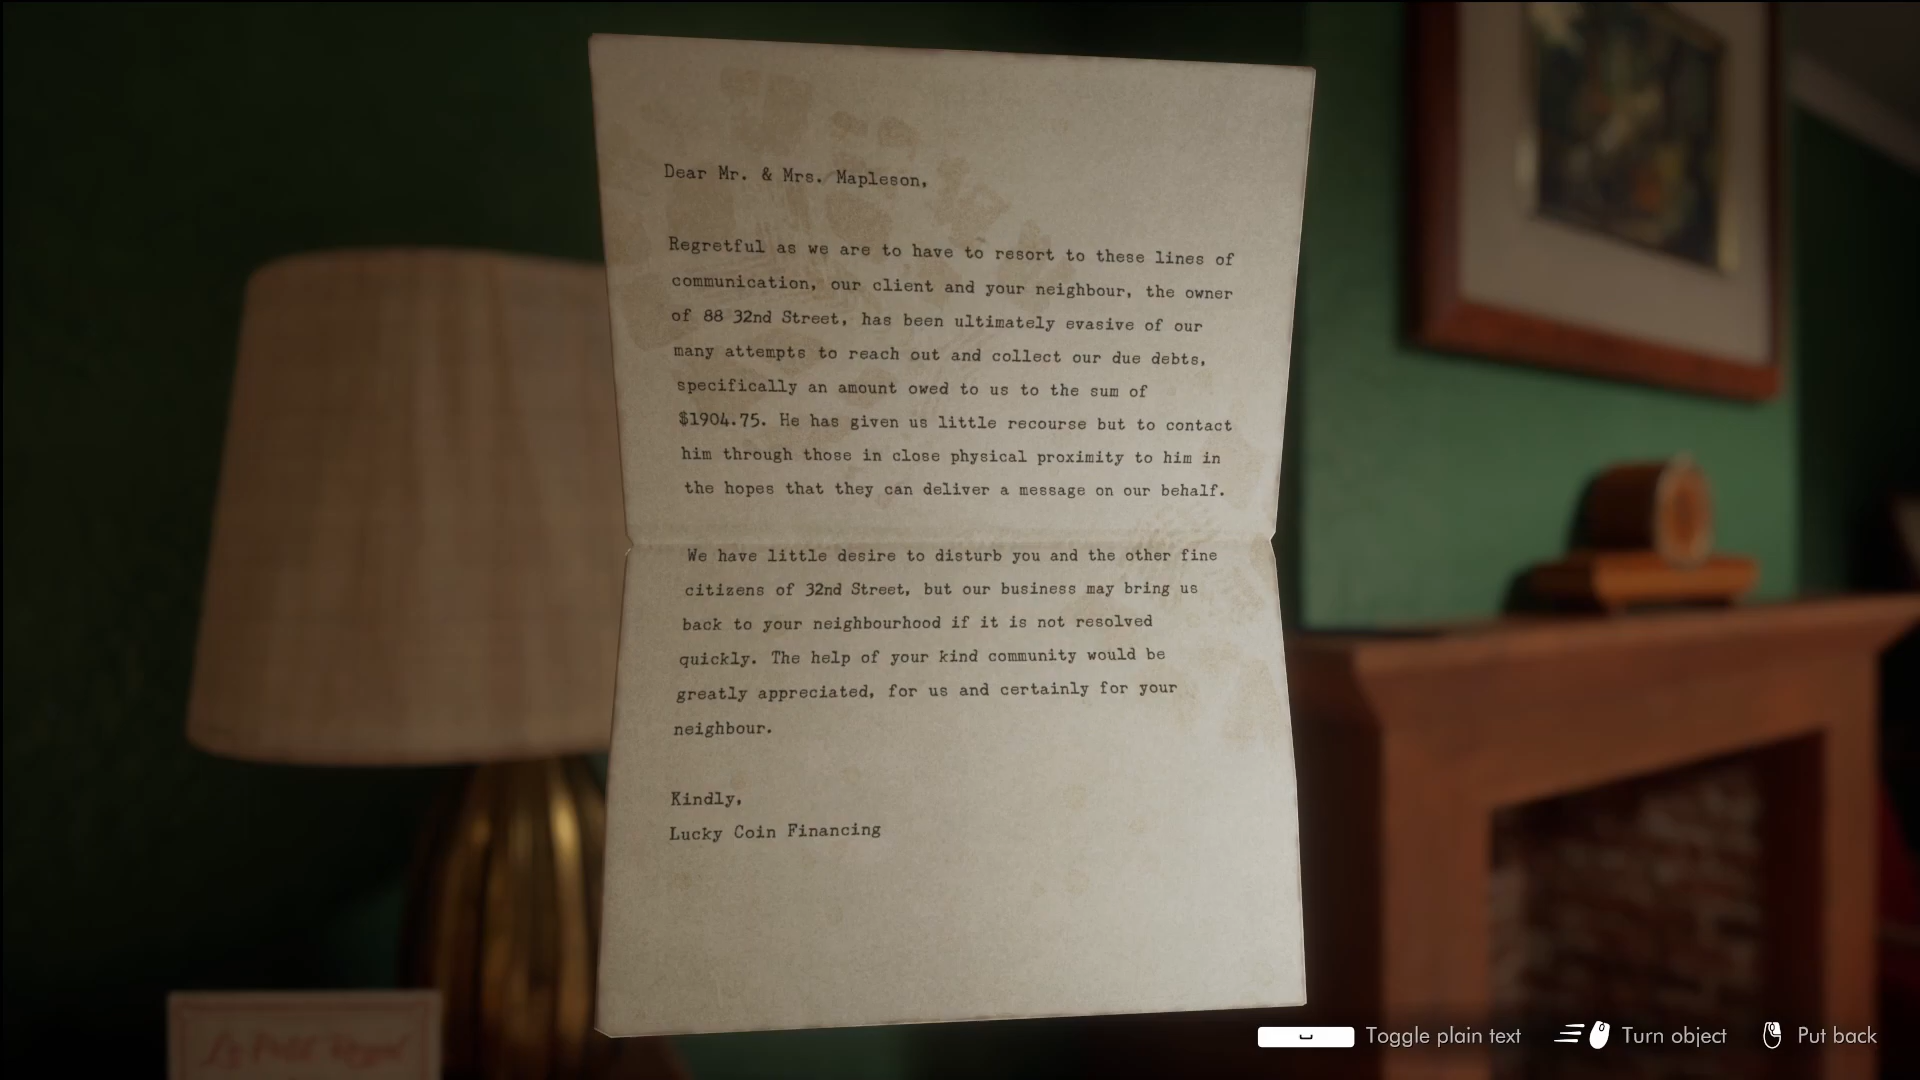 Dear Mr. & Mrs. Mapleson,
Regretful as we are to have to resort to these lines of
communication, our client and your neighbour, the owner
of 88 32nd Street, has been ultimately evasive of our
many attempts to reach out and collect our due debts,
specifically an amount owed to us to the sum of
$1904.75. He has given us little recourse but to contact
him through those in close physical proximity to him in
the hopes that they can deliver a message on our behalf.
We have little desire to disturb you and the other fine
citizens of 32nd Street, but our business may bring us
back to your neighbourhood if it is not resolved
quickly. The help of your kind community would be
greatly appreciated, for us and certainly for your
neighbour.
Kindly,
Lucky Coin Financing
Toggle plain text
Turn object
Put back